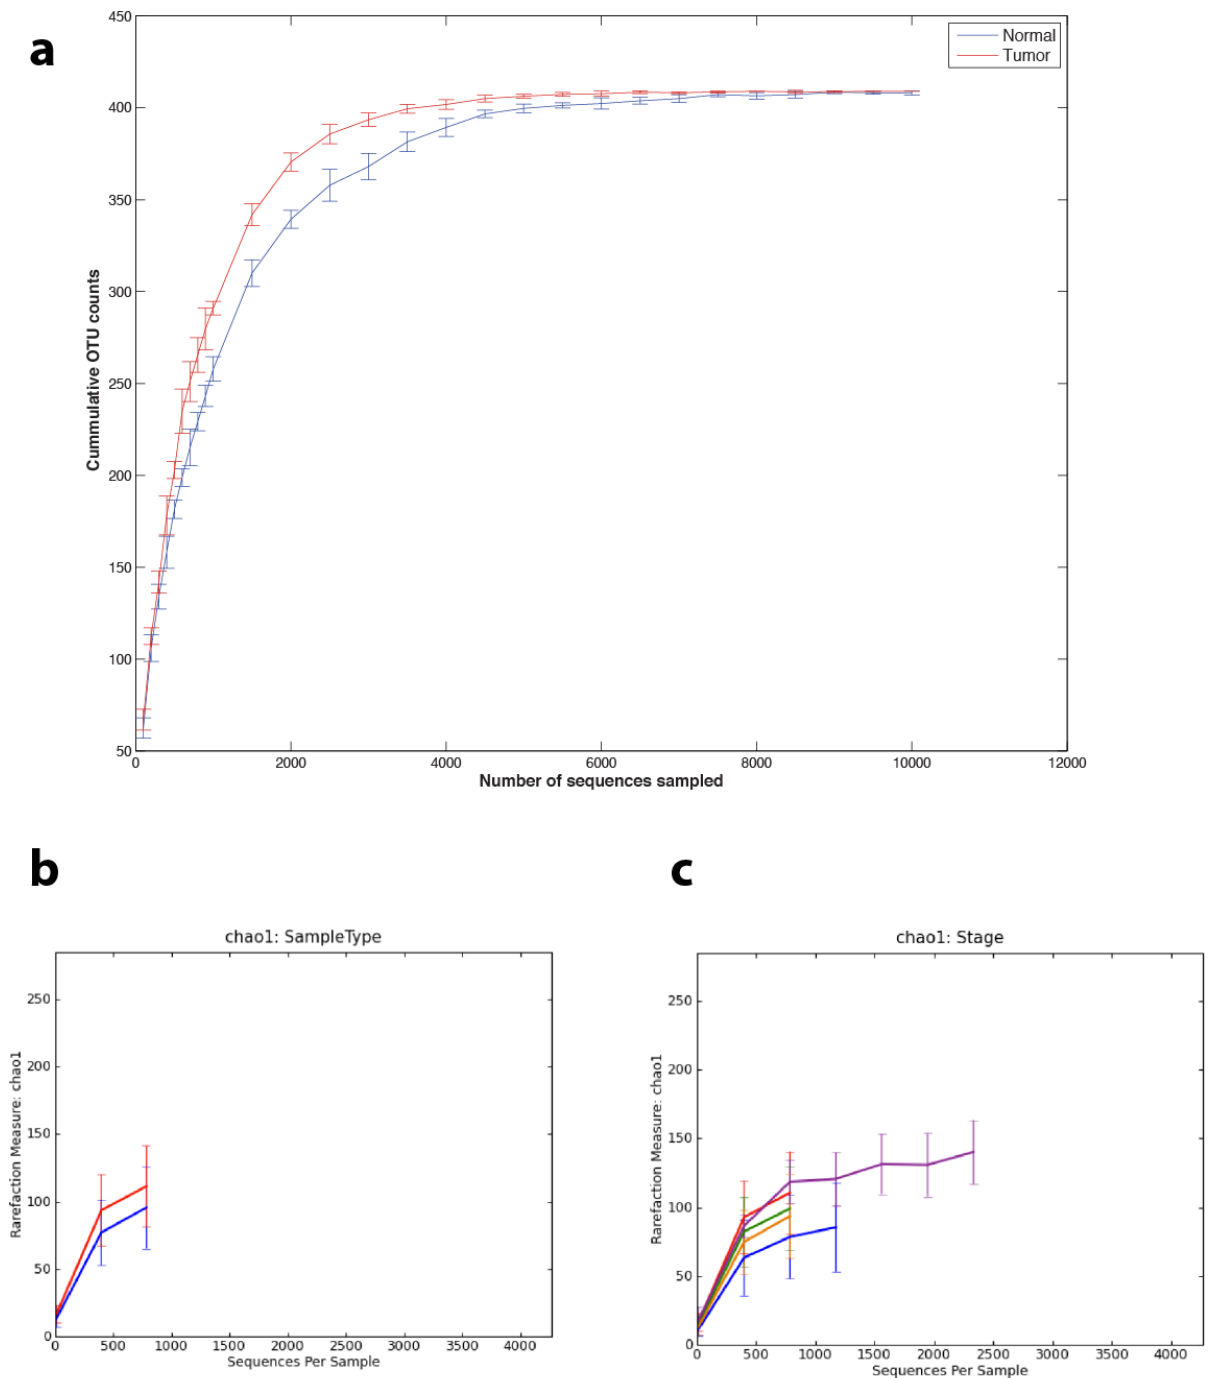 a
450
400
350
300
250
200
150
100
50
Cummulative OTU counts
0
2000
4000
6000
8000
10000
12000
Number of sequences sampled
Normal
Tumor
b
chao1: SampleType
250
200
150
100
50
0
Rarefaction Measure: chao1
0 500 1000 1500 2000 2500 3000 3500 4000
Sequences Per Sample
c
chao1: Stage
250
200
150
100
50
0
Rarefaction Measure: chao1
0 500 1000 1500 2000 2500 3000 3500 4000
Sequences Per Sample